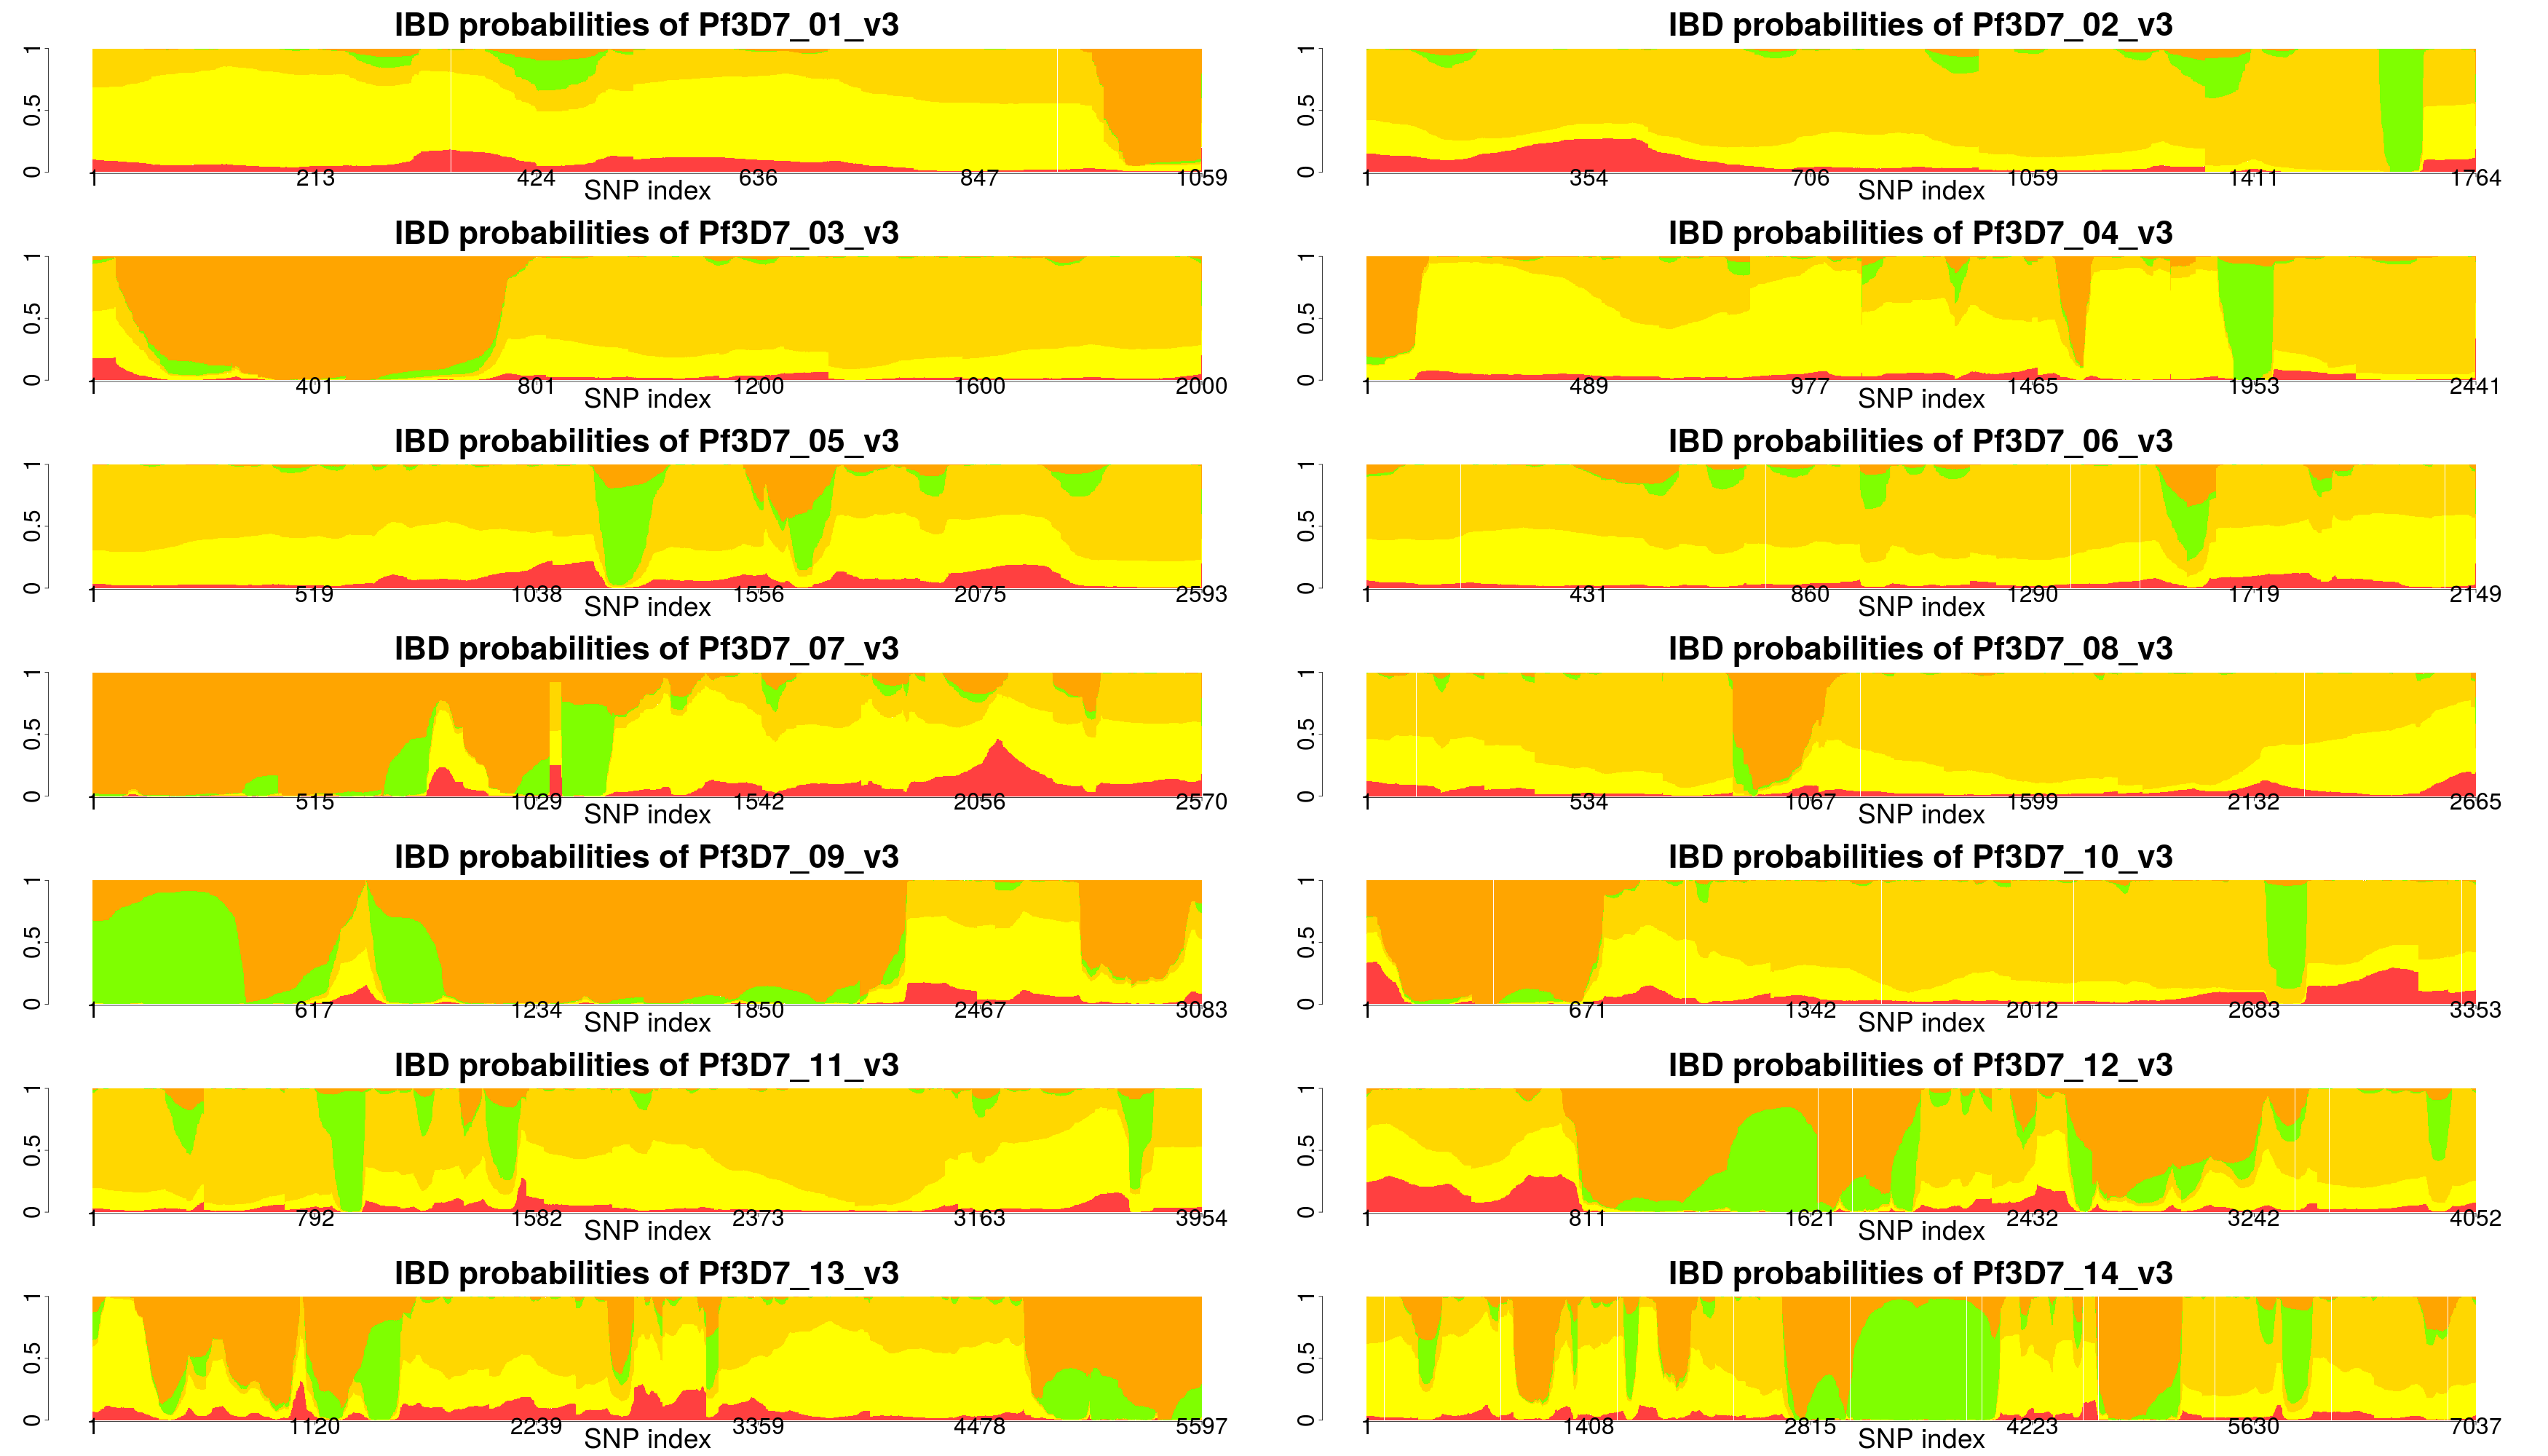 IBD probabilities of Pf3D7_01_v3
0 0.5 1
1 213 424 636 847 1059
SNP index
IBD probabilities of Pf3D7_02_v3
0 0.5 1
1 354 706 1059 1411 1764
SNP index
IBD probabilities of Pf3D7_03_v3
0 0.5 1
1 401 801 1200 1600 2000
SNP index
IBD probabilities of Pf3D7_04_v3
0 0.5 1
1 489 977 1465 1953 2441
SNP index
IBD probabilities of Pf3D7_05_v3
0 0.5 1
1 519 1038 1556 2075 2593
SNP index
IBD probabilities of Pf3D7_06_v3
0 0.5 1
1 431 860 1290 1719 2149
SNP index
IBD probabilities of Pf3D7_07_v3
0 0.5 1
1 515 1029 1542 2056 2570
SNP index
IBD probabilities of Pf3D7_08_v3
0 0.5 1
1 534 1067 1599 2132 2665
SNP index
IBD probabilities of Pf3D7_09_v3
0 0.5 1
1 617 1234 1850 2467 3083
SNP index
IBD probabilities of Pf3D7_10_v3
0 0.5 1
1 671 1342 2012 2683 3353
SNP index
IBD probabilities of Pf3D7_11_v3
0 0.5 1
1 792 1582 2373 3163 3954
SNP index
IBD probabilities of Pf3D7_12_v3
0 0.5 1
1 811 1621 2432 3242 4052
SNP index
IBD probabilities of Pf3D7_13_v3
0 0.5 1
1 1120 2239 3359 4478 5597
SNP index
IBD probabilities of Pf3D7_14_v3
0 0.5 1
1 1408 2815 4223 5630 7037
SNP index